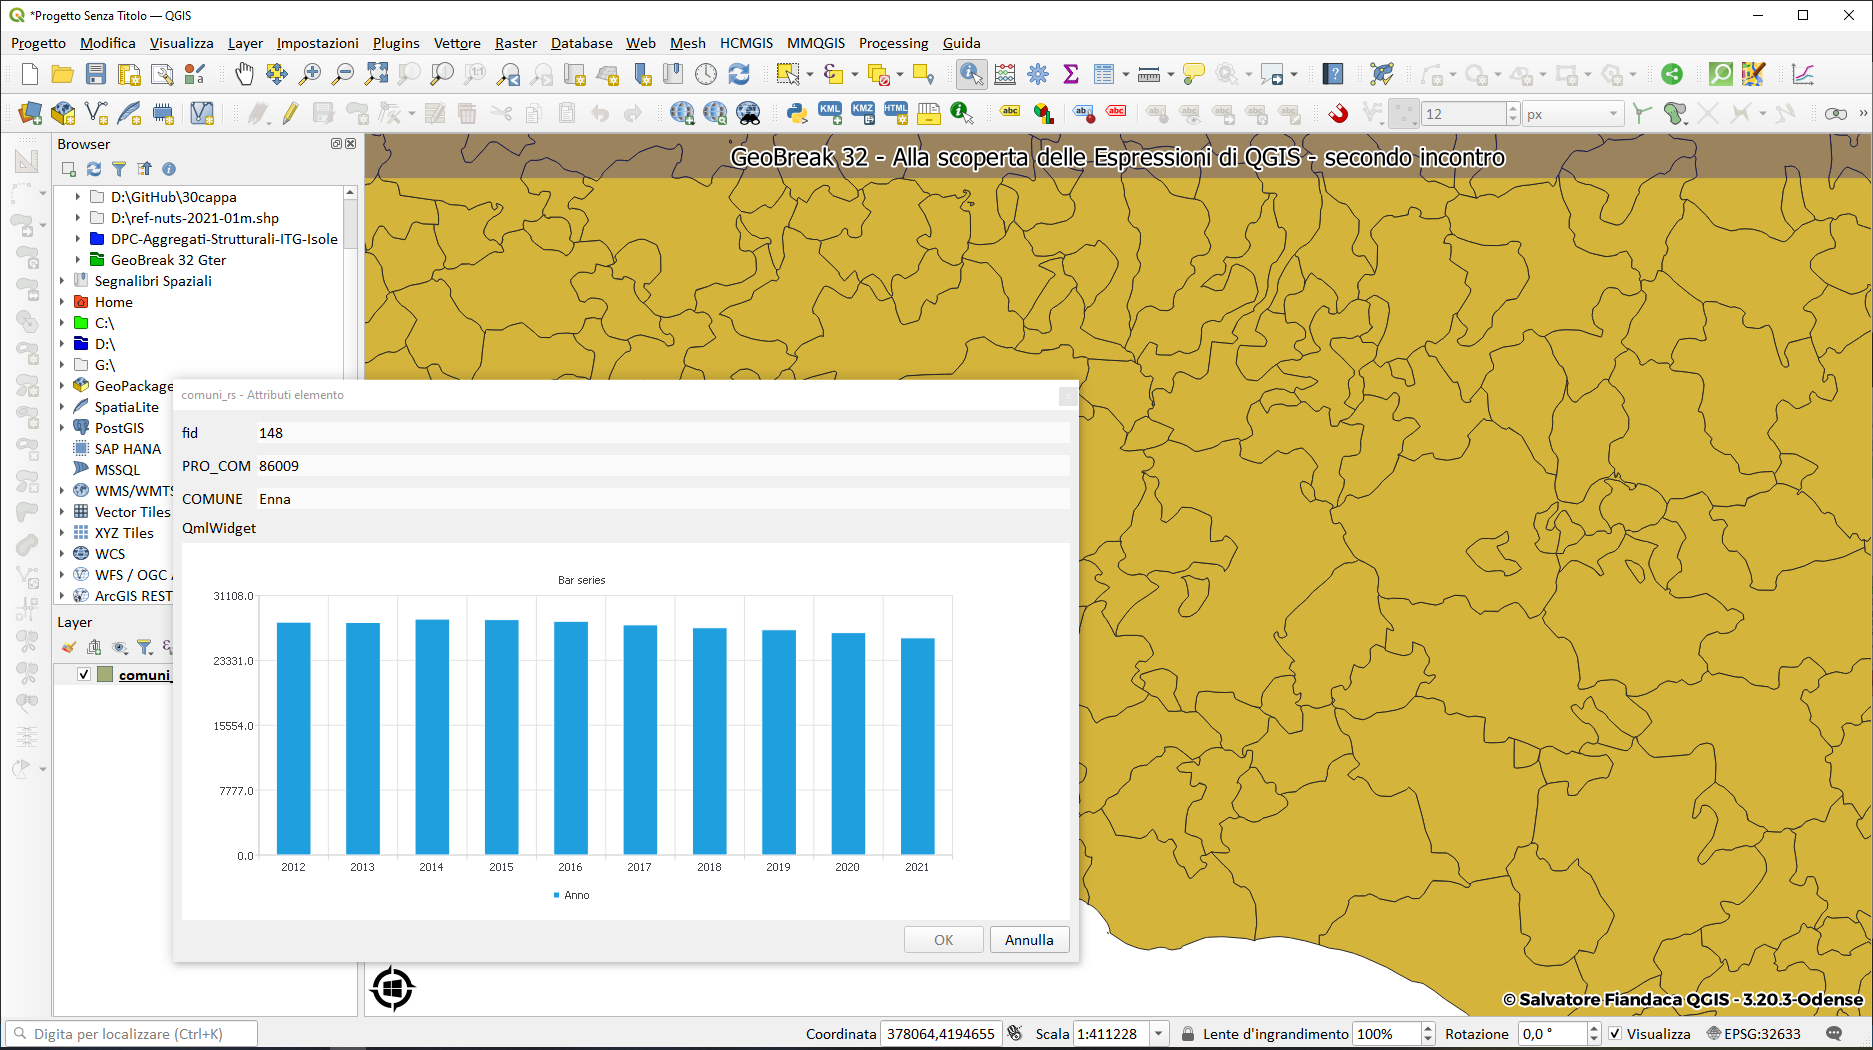 *Progetto Senza Titolo — QGIS
Progetto Modifica Visualizza Layer Impostazioni Plugins Vettore Raster Database Web Mesh HCMGIS MMQGIS Processing Guida
KML KMZ HTML abc abc abc 12 px
Browser
D:\GitHub\30cappa
D:\ref-nuts-2021-01m.shp
DPC-Aggregati-Strutturali-ITG-Isole
GeoBreak 32 Gter
Segnalibri Spaziali
Home
C:\
D:\
G:\
GeoPackage
SpatiaLite
PostGIS
SAP HANA
MSSQL
WMS/WMTS
Vector Tiles
XYZ Tiles
WCS
WFS / OGC
ArcGIS REST
Layer
comuni_
GeoBreak 32 - Alla scoperta delle Espressioni di QGIS - secondo incontro
comuni_rs - Attributi elemento
fid 148
PRO_COM 86009
COMUNE Enna
QmlWidget
Bar series
31108.0
23331.0
15554.0
7777.0
0.0
2012 2013 2014 2015 2016 2017 2018 2019 2020 2021
Anno
OK Annulla
© Salvatore Fiandaca QGIS - 3.20.3-Odense
Digita per localizzare (Ctrl+K) Coordinata 378064,4194655 Scala 1:411228 Lente d'ingrandimento 100% Rotazione 0,0 ° Visualizza EPSG:32633